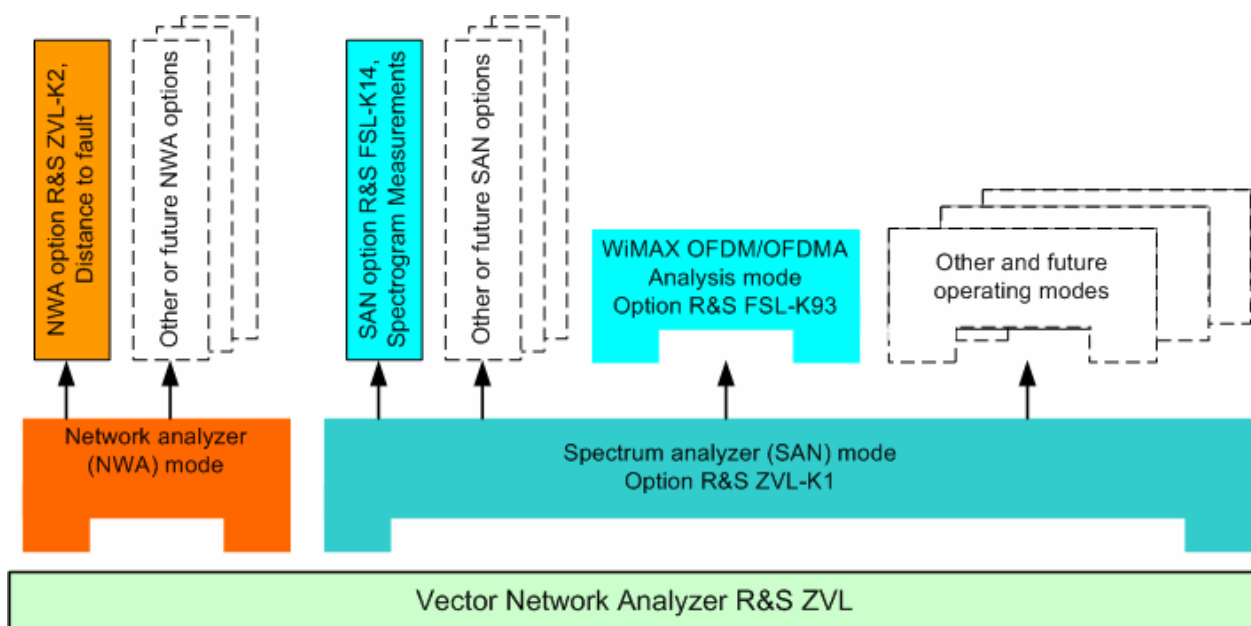 NWA option R&S ZVL-K2,
Distance to fault
Other or future NWA options
SAN option R&S FSL-K14,
Spectrogram Measurements
Other or future SAN options
WiMAX OFDM/OFDMA
Analysis mode
Option R&S FSL-K93
Other and future
operating modes
Network analyzer
(NWA) mode
Spectrum analyzer (SAN) mode
Option R&S ZVL-K1
Vector Network Analyzer R&S ZVL